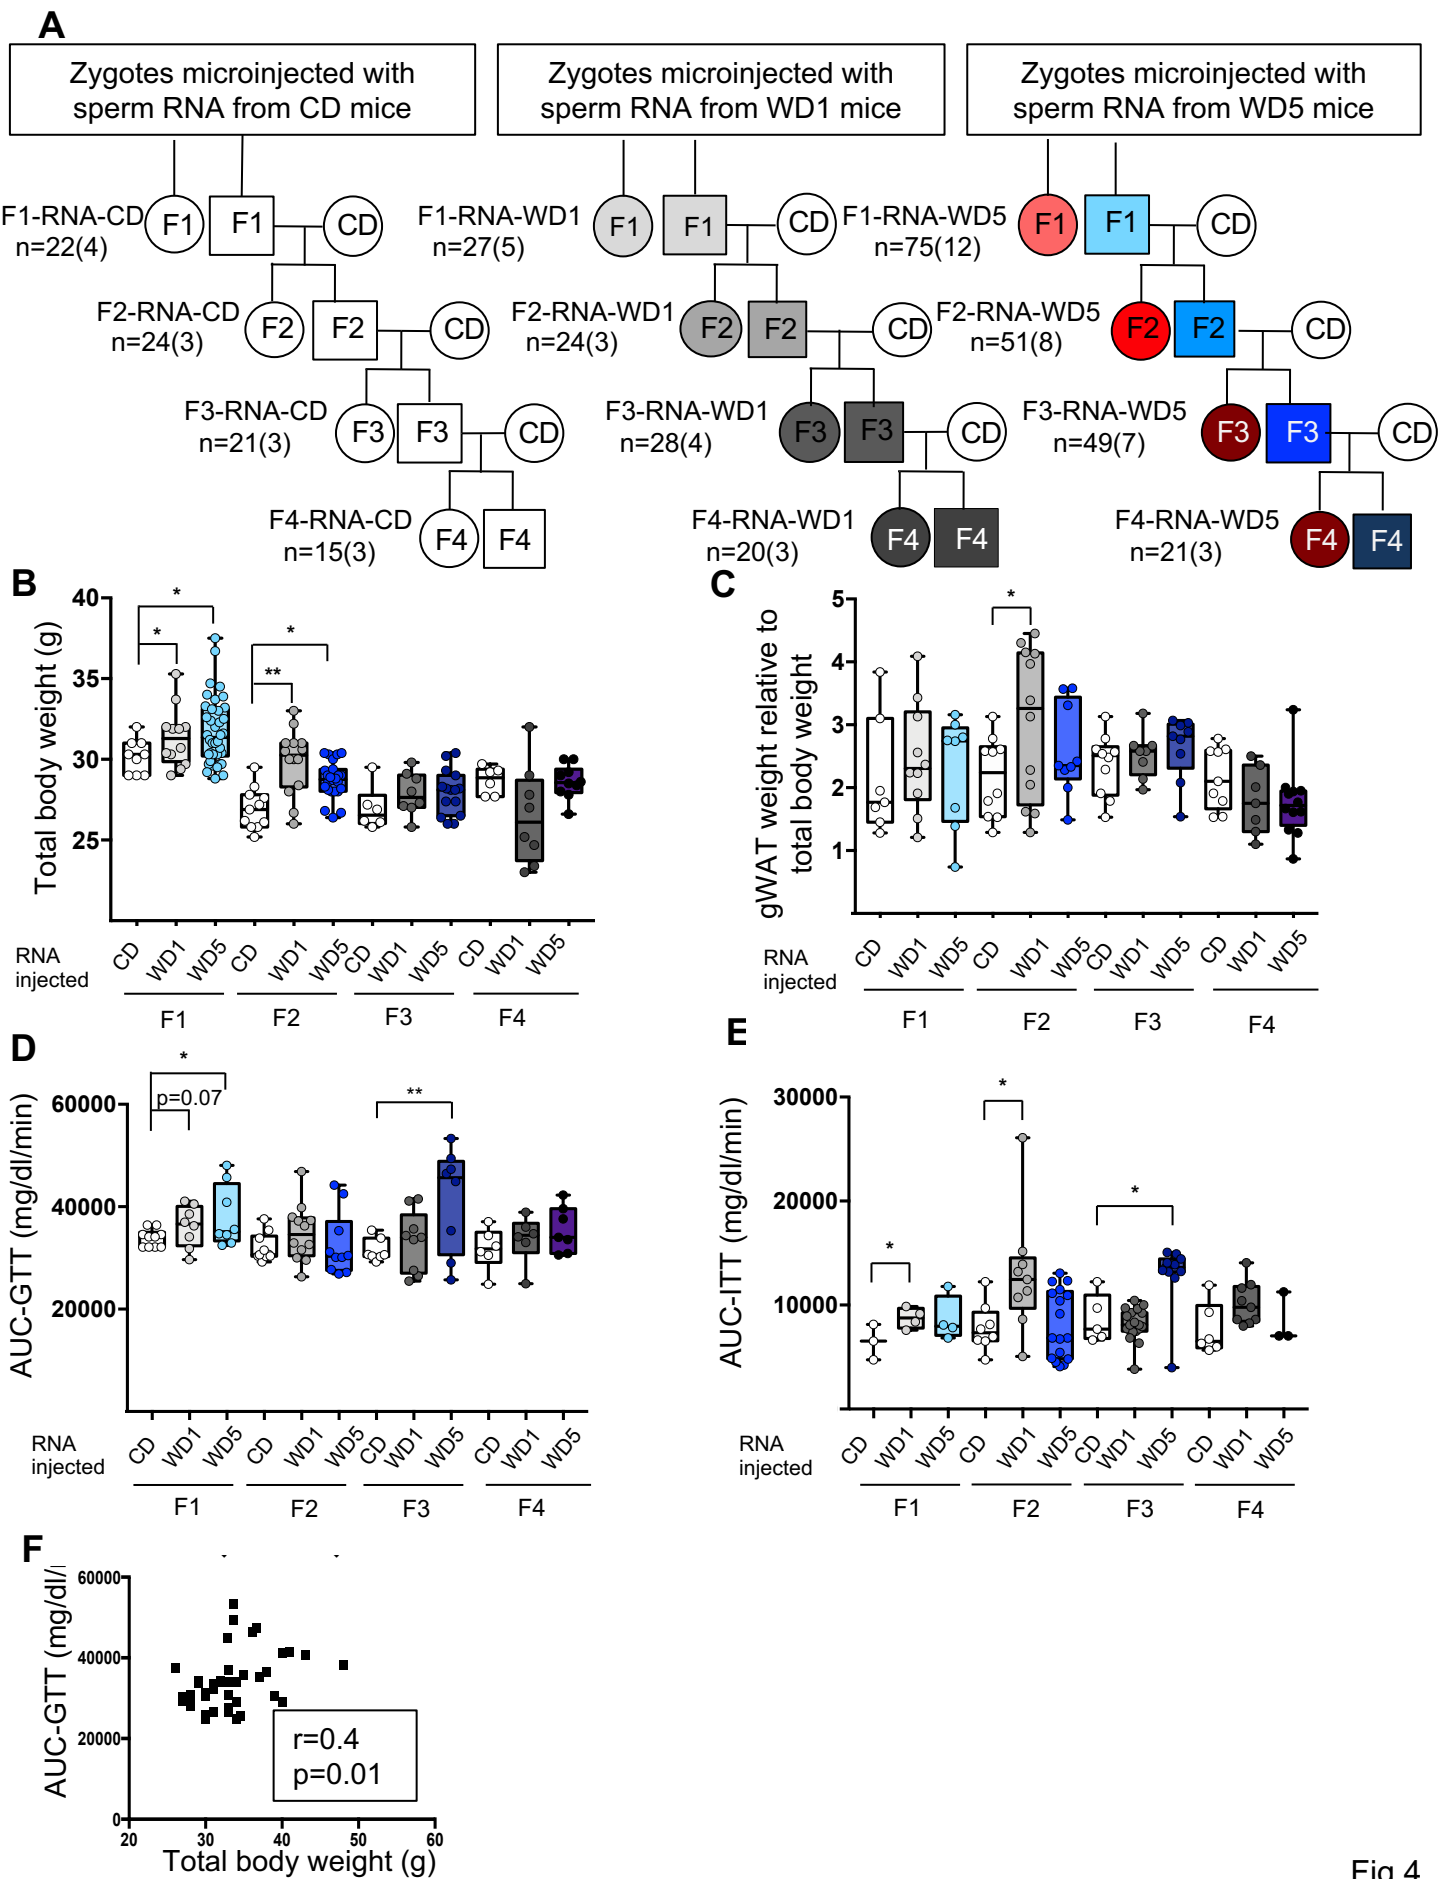 A
Zygotes microinjected with
sperm RNA from CD mice
Zygotes microinjected with
sperm RNA from WD1 mice
Zygotes microinjected with
sperm RNA from WD5 mice
F1-RNA-CD
n=22(4)
F1
F1
CD
F1-RNA-WD1
n=27(5)
F1
F1
CD
F1-RNA-WD5
n=75(12)
F1
F1
CD
F2-RNA-CD
n=24(3)
F2
F2
CD
F2-RNA-WD1
n=24(3)
F2
F2
CD
F2-RNA-WD5
n=51(8)
F2
F2
CD
F3-RNA-CD
n=21(3)
F3
F3
CD
F3-RNA-WD1
n=28(4)
F3
F3
CD
F3-RNA-WD5
n=49(7)
F3
F3
CD
F4-RNA-CD
n=15(3)
F4
F4
F4-RNA-WD1
n=20(3)
F4
F4
F4-RNA-WD5
n=21(3)
F4
F4
B
Total body weight (g)
40
35
30
25
*
*
*
**
RNA
injected
CD
WD1
WD5
CD
WD1
WD5
CD
WD1
WD5
CD
WD1
WD5
F1
F2
F3
F4
C
gWAT weight relative to
total body weight
5
4
3
2
1
*
RNA
injected
CD
WD1
WD5
CD
WD1
WD5
CD
WD1
WD5
CD
WD1
WD5
F1
F2
F3
F4
D
AUC-GTT (mg/dl/min)
60000
40000
20000
*
p=0.07
**
RNA
injected
CD
WD1
WD5
CD
WD1
WD5
CD
WD1
WD5
CD
WD1
WD5
F1
F2
F3
F4
E
AUC-ITT (mg/dl/min)
30000
20000
10000
*
*
*
RNA
injected
CD
WD1
WD5
CD
WD1
WD5
CD
WD1
WD5
CD
WD1
WD5
F1
F2
F3
F4
F
AUC-GTT (mg/dl/
60000
40000
20000
0
r=0.4
p=0.01
20
30
40
50
60
Total body weight (g)
Fig 4